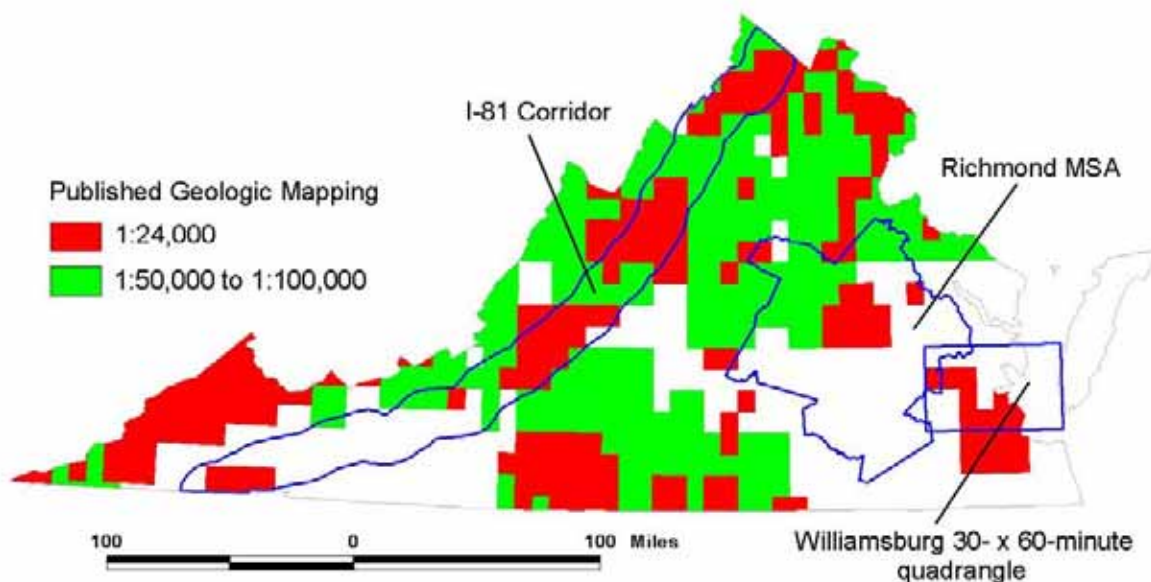 I-81 Corridor
Richmond MSA
Published Geologic Mapping
1:24,000
1:50,000 to 1:100,000
100 0 100 Miles
Williamsburg 30- x 60-minute
quadrangle